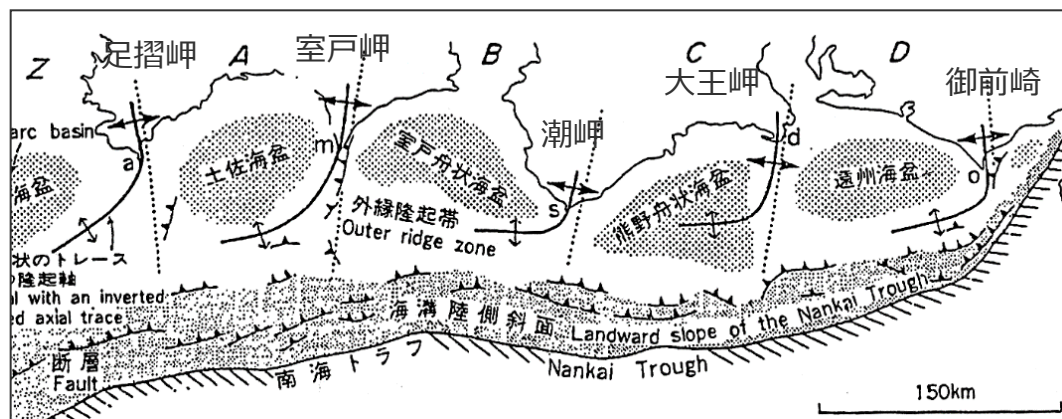 Z
足摺岬
A
室戸岬
B
C
大王岬
D
御前崎
潮岬
arc basin
a
m
s
d
o
海盆
土佐海盆
室戸舟状海盆
熊野舟状海盆
遠州海盆
外縁隆起帯
Outer ridge zone
状のトレース
の隆起軸
l with an inverted
ed axial trace
海溝陸側斜面 Landward slope of the Nankai Trough
断層
Fault
南海トラフ
Nankai Trough
150km